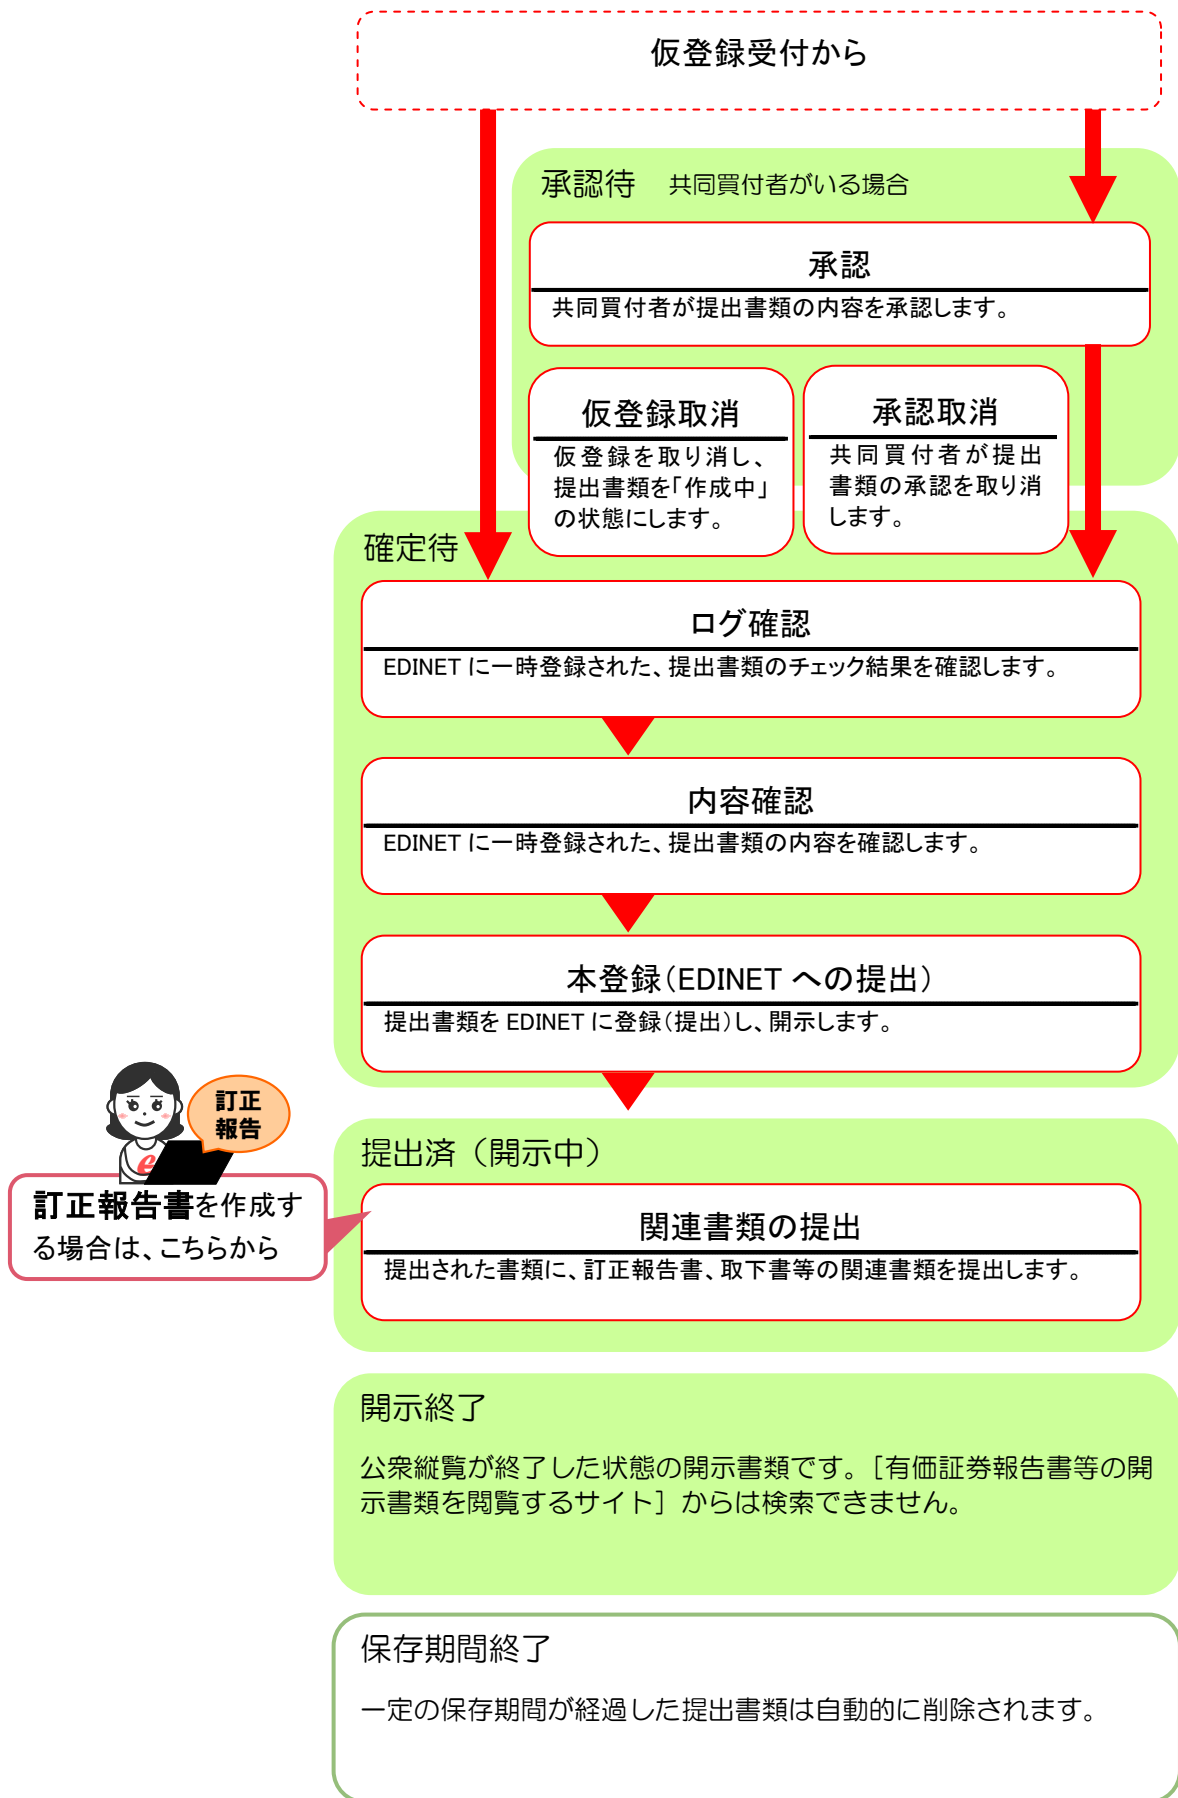 仮登録受付から
承認待 共同買付者がいる場合
承認
共同買付者が提出書類の内容を承認します。
仮登録取消
仮登録を取り消し、
提出書類を「作成中」
の状態にします。
承認取消
共同買付者が提出
書類の承認を取り消
します。
確定待
ログ確認
EDINET に一時登録された、提出書類のチェック結果を確認します。
内容確認
EDINET に一時登録された、提出書類の内容を確認します。
本登録（EDINET への提出）
提出書類を EDINET に登録（提出）し、開示します。
訂正
報告
e
訂正報告書を作成す
る場合は、こちらから
提出済（開示中）
関連書類の提出
提出された書類に、訂正報告書、取下書等の関連書類を提出します。
開示終了
公衆縦覧が終了した状態の開示書類です。［有価証券報告書等の開
示書類を閲覧するサイト］からは検索できません。
保存期間終了
一定の保存期間が経過した提出書類は自動的に削除されます。